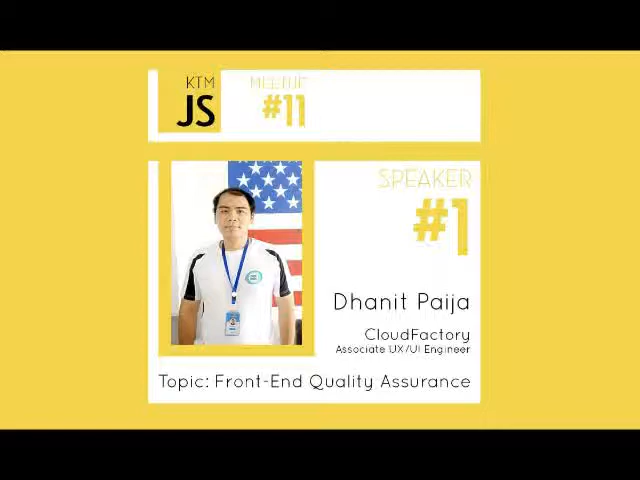 KTM
JS
MEETUP
#11
SPEAKER
#1
Dhanit Paija
CloudFactory
Associate UX/UI Engineer
Topic: Front-End Quality Assurance